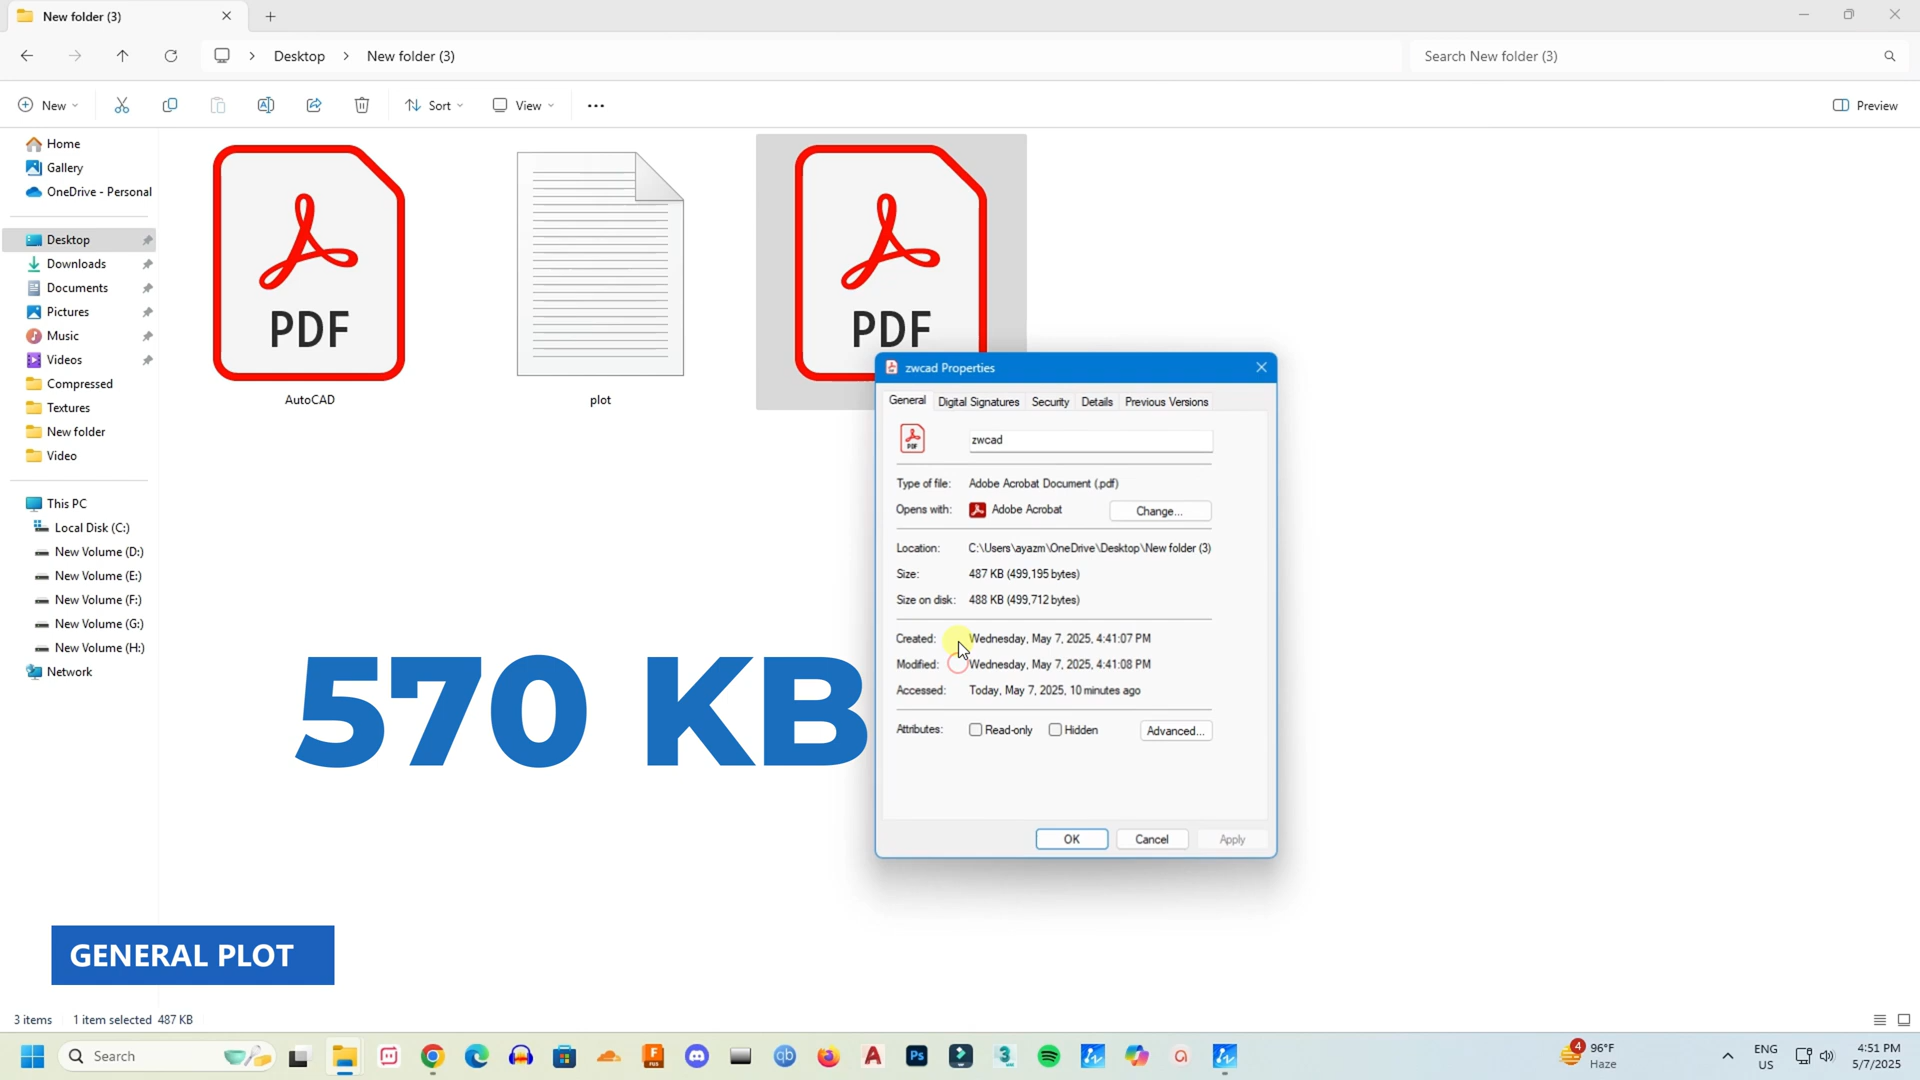 New folder (3)
Desktop
New folder (3)
Search New folder (3)
New
Sort
View
Preview
Home
Gallery
OneDrive - Personal
Desktop
Downloads
Documents
Pictures
Music
Videos
Compressed
Textures
New folder
Video
This PC
Local Disk (C:)
New Volume (D:)
New Volume (E:)
New Volume (F:)
New Volume (G:)
New Volume (H:)
Network
PDF
AutoCAD
plot
PDF
zwcad Properties
General Digital Signatures Security Details Previous Versions
PDF
zwcad
Type of file: Adobe Acrobat Document (.pdf)
Opens with: Adobe Acrobat Change...
Location: C:\Users\ayazm\OneDrive\Desktop\New folder (3)
Size: 487 KB (499,195 bytes)
Size on disk: 488 KB (499,712 bytes)
Created: Wednesday, May 7, 2025, 4:41:07 PM
Modified: Wednesday, May 7, 2025, 4:41:08 PM
Accessed: Today, May 7, 2025, 10 minutes ago
Attributes: Read-only Hidden Advanced...
OK Cancel Apply
570 KB
GENERAL PLOT
3 items 1 item selected 487 KB
Search
F
FUS
qb
A
Ps
3
4
96°F
Haze
ENG
US
4:51 PM
5/7/2025